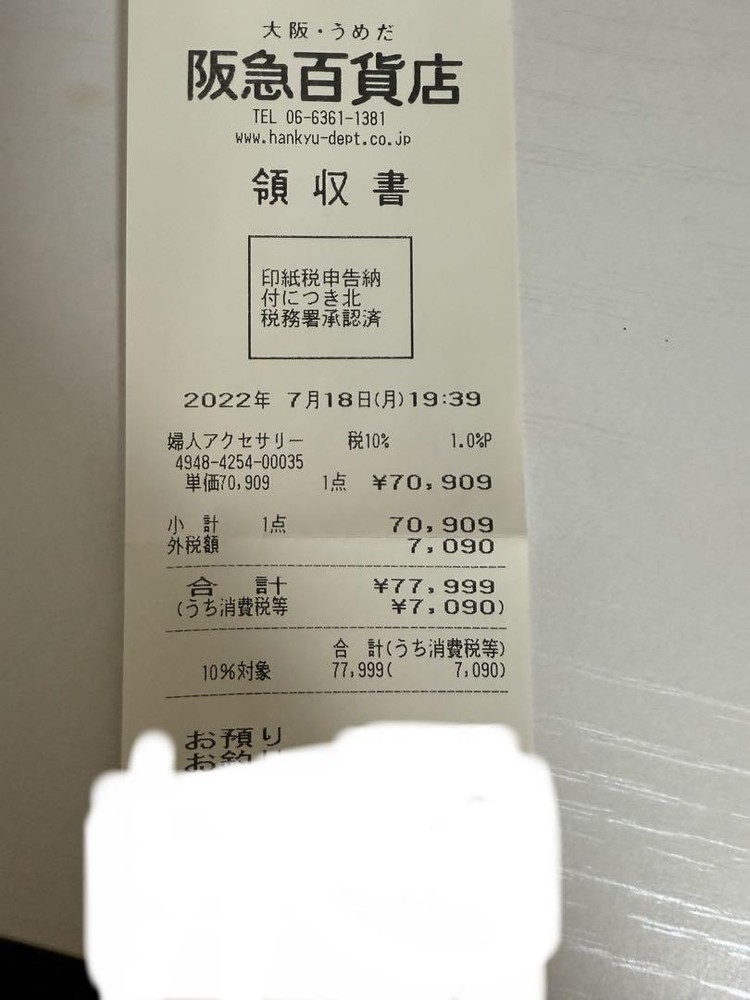 大阪・うめだ
阪急百貨店
TEL 06-6361-1381
www.hankyu-dept.co.jp
領収書
印紙税申告納
付につき北
税務署承認済
2022年 7月18日(月)19:39
婦人アクセサリー 税10% 1.0%P
4948-4254-00035
単価70,909 1点 ¥70,909
小計 1点 70,909
外税額 7,090
合計 ¥77,999
(うち消費税等 ¥7,090)
合 計(うち消費税等)
10%対象 77,999( 7,090)
お預り
お釣